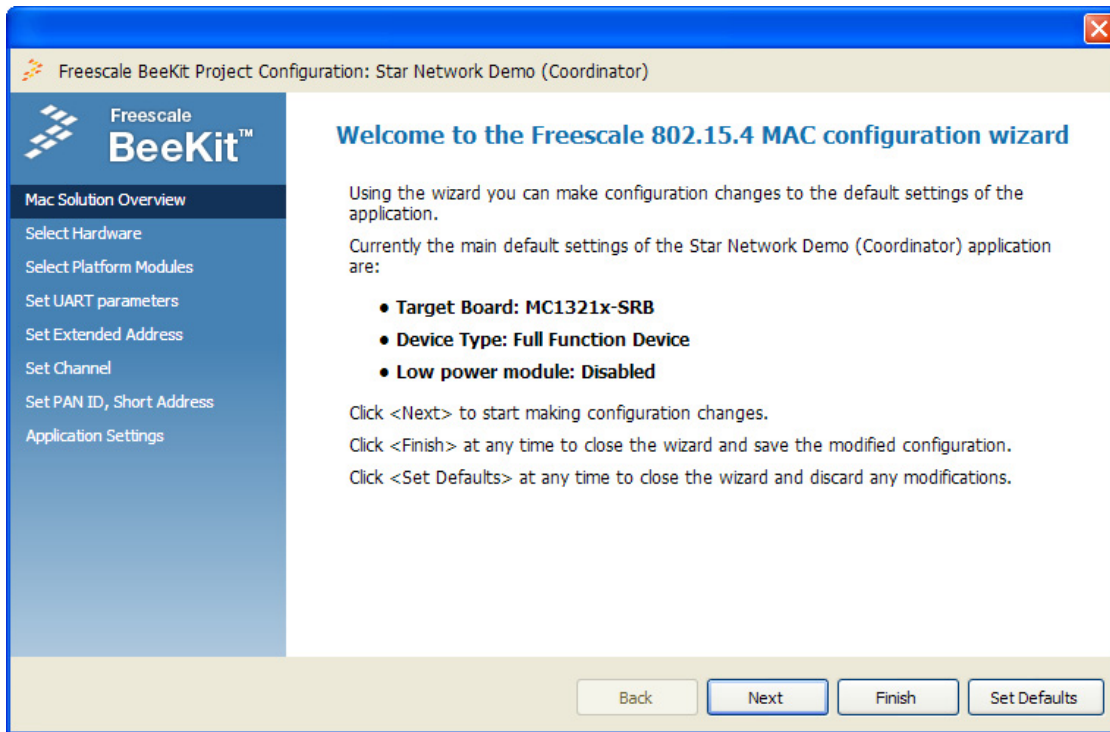 Freescale BeeKit Project Configuration: Star Network Demo (Coordinator)
Freescale
BeeKit™
Mac Solution Overview
Select Hardware
Select Platform Modules
Set UART parameters
Set Extended Address
Set Channel
Set PAN ID, Short Address
Application Settings
Welcome to the Freescale 802.15.4 MAC configuration wizard
Using the wizard you can make configuration changes to the default settings of the
application.
Currently the main default settings of the Star Network Demo (Coordinator) application
are:
• Target Board: MC1321x-SRB
• Device Type: Full Function Device
• Low power module: Disabled
Click <Next> to start making configuration changes.
Click <Finish> at any time to close the wizard and save the modified configuration.
Click <Set Defaults> at any time to close the wizard and discard any modifications.
Back
Next
Finish
Set Defaults